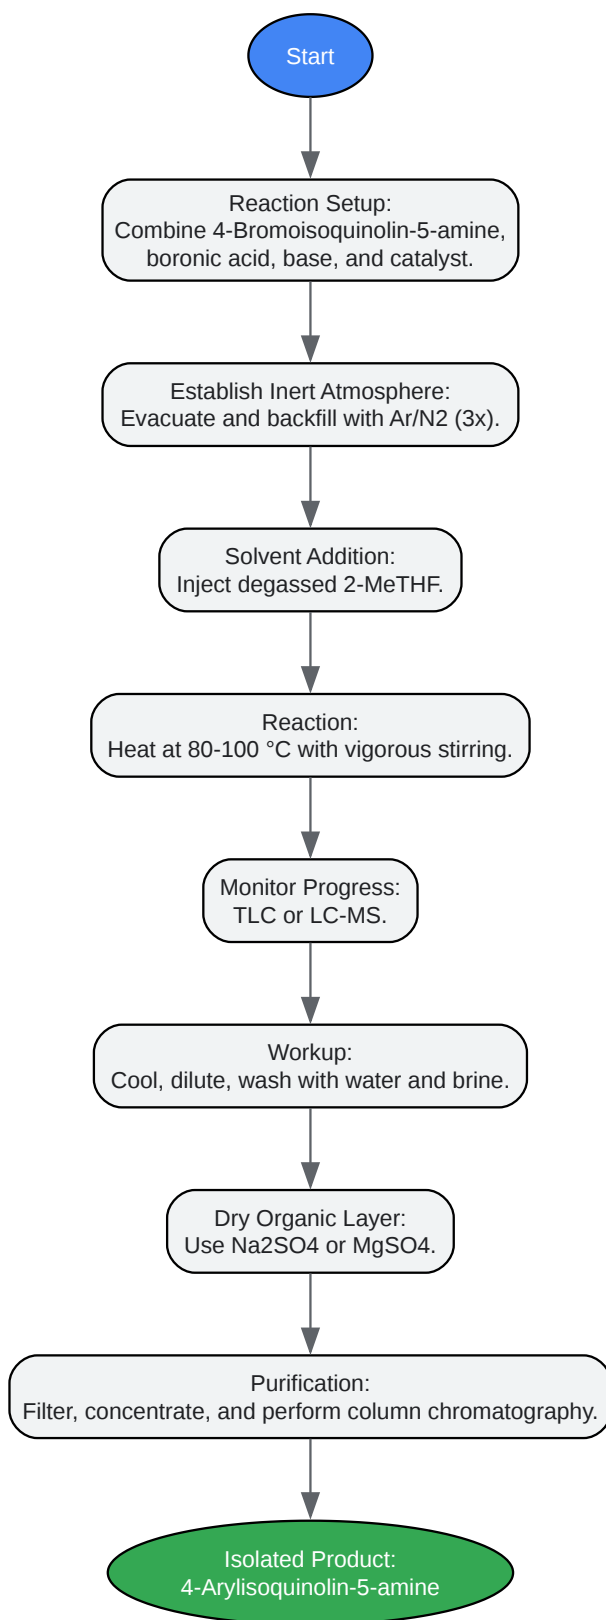 Start
Reaction Setup:
Combine 4-Bromoisoquinolin-5-amine,
boronic acid, base, and catalyst.
Establish Inert Atmosphere:
Evacuate and backfill with Ar/N2 (3x).
Solvent Addition:
Inject degassed 2-MeTHF.
Reaction:
Heat at 80-100 °C with vigorous stirring.
Monitor Progress:
TLC or LC-MS.
Workup:
Cool, dilute, wash with water and brine.
Dry Organic Layer:
Use Na2SO4 or MgSO4.
Purification:
Filter, concentrate, and perform column chromatography.
Isolated Product:
4-Arylisoquinolin-5-amine